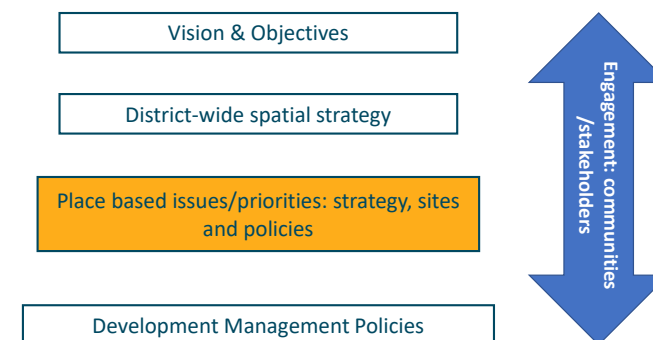 Vision & Objectives
District-wide spatial strategy
Place based issues/priorities: strategy, sites
and policies
Development Management Policies
Engagement: communities
/stakeholders